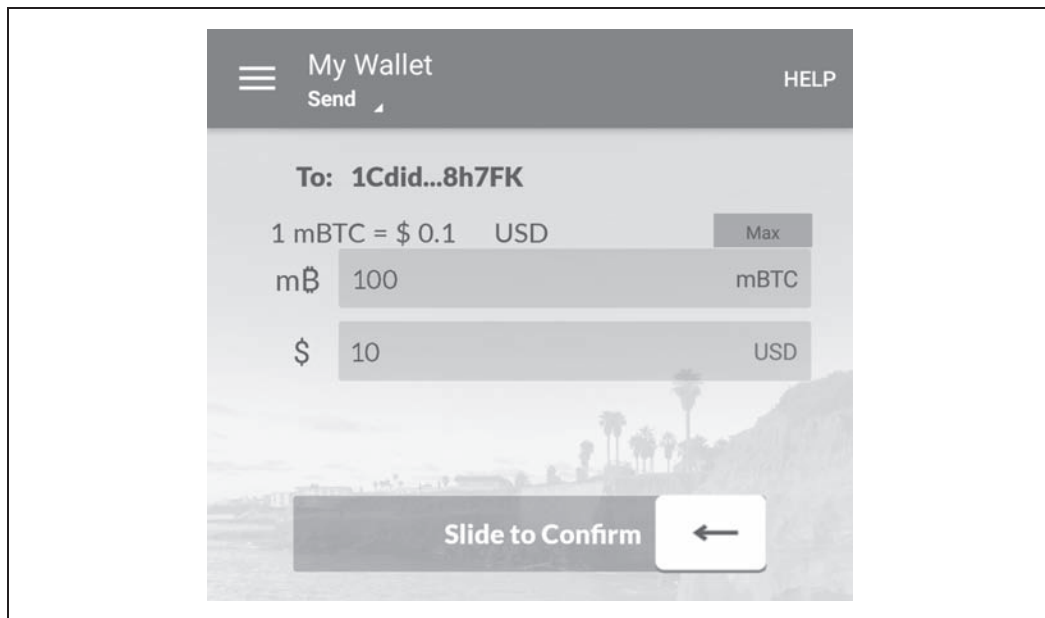 My Wallet
Send
HELP
To: 1Cdid...8h7FK
1 mBTC = $ 0.1 USD
Max
m₿ 100 mBTC
$ 10 USD
Slide to Confirm